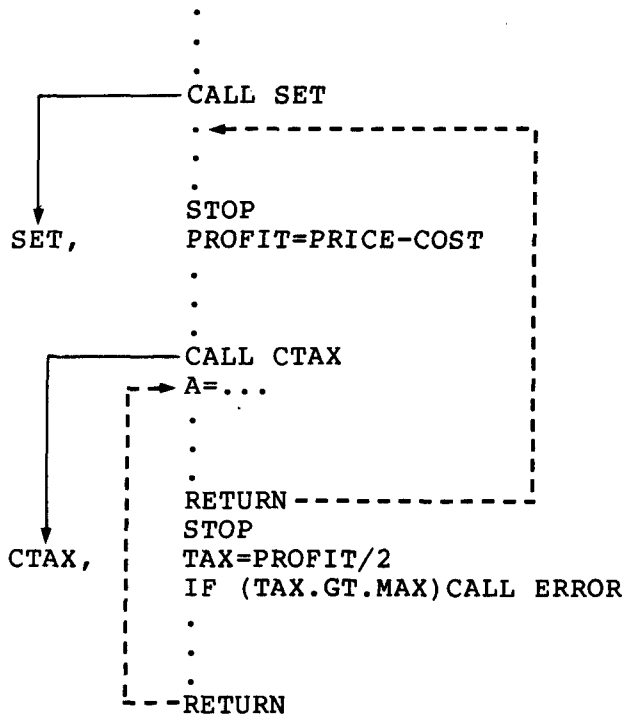 .
.
.
CALL SET
.
.
.
STOP
SET, PROFIT=PRICE-COST
.
.
.
CALL CTAX
A=...
.
.
.
RETURN
STOP
CTAX, TAX=PROFIT/2
IF (TAX.GT.MAX)CALL ERROR
.
.
.
RETURN